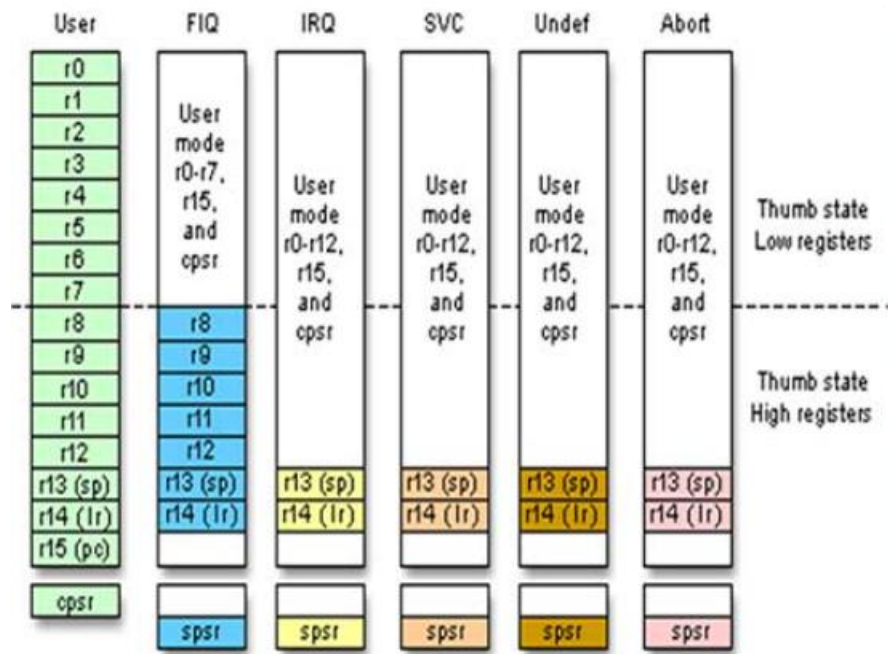 User
FIQ
IRQ
SVC
Undef
Abort
r0
r1
r2
r3
r4
r5
r6
r7
r8
r9
r10
r11
r12
r13 (sp)
r14 (lr)
r15 (pc)
cpsr
User
mode
r0-r7,
r15,
and
cpsr
r8
r9
r10
r11
r12
r13 (sp)
r14 (lr)
spsr
User
mode
r0-r12,
r15,
and
cpsr
r13 (sp)
r14 (lr)
spsr
User
mode
r0-r12,
r15,
and
cpsr
r13 (sp)
r14 (lr)
spsr
User
mode
r0-r12,
r15,
and
cpsr
r13 (sp)
r14 (lr)
spsr
User
mode
r0-r12,
r15,
and
cpsr
r13 (sp)
r14 (lr)
spsr
Thumb state
Low registers
Thumb state
High registers